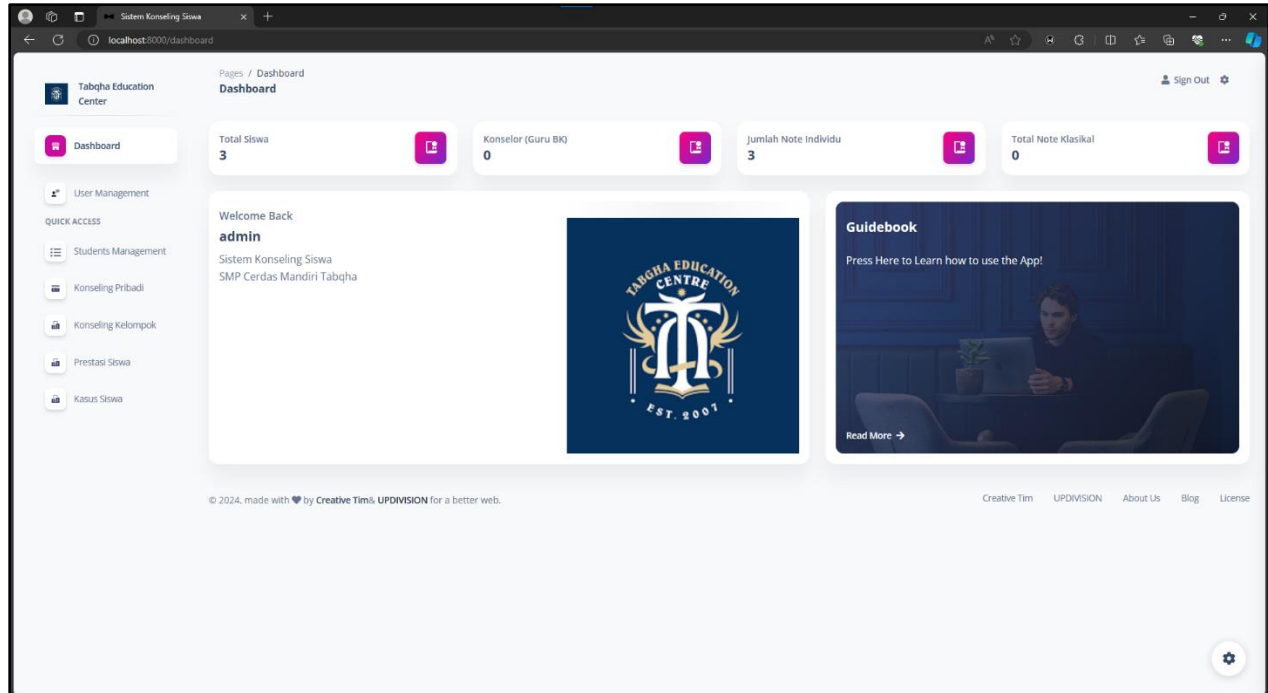 Sistem Konseling Siswa
localhost:8000/dashboard
Tabqha Education
Center
Pages / Dashboard
Dashboard
Sign Out
Dashboard
User Management
QUICK ACCESS
Students Management
Konseling Pribadi
Konseling Kelompok
Prestasi Siswa
Kasus Siswa
Total Siswa
3
Konselor (Guru BK)
0
Jumlah Note Individu
3
Total Note Klasikal
0
Welcome Back
admin
Sistem Konseling Siswa
SMP Cerdas Mandiri Tabqha
TABGHA EDUCATION
CENTRE
EST. 2007
Guidebook
Press Here to Learn how to use the App!
Read More →
© 2024, made with ♥ by Creative Tim& UPDIVISION for a better web.
Creative Tim UPDIVISION About Us Blog License